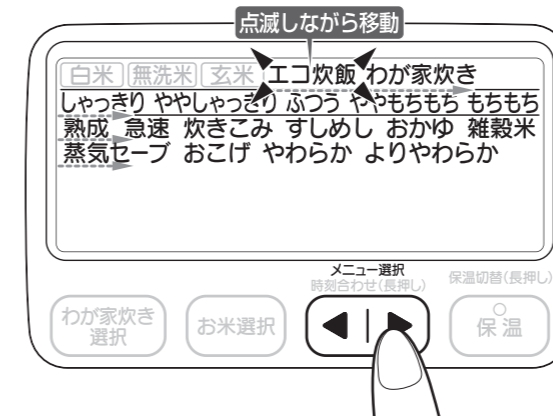 点滅しながら移動
白米 無洗米 玄米 エコ炊飯 わが家炊き
しゃっきり ややしゃっきり ふつう ややもちもち もちもち
熟成 急速 炊きこみ すしめし おかゆ 雑穀米
蒸気セーブ おこげ やわらか よりやわらか
メニュー選択
時刻合わせ(長押し)
保温切替(長押し)
わが家炊き
選択
お米選択
保温